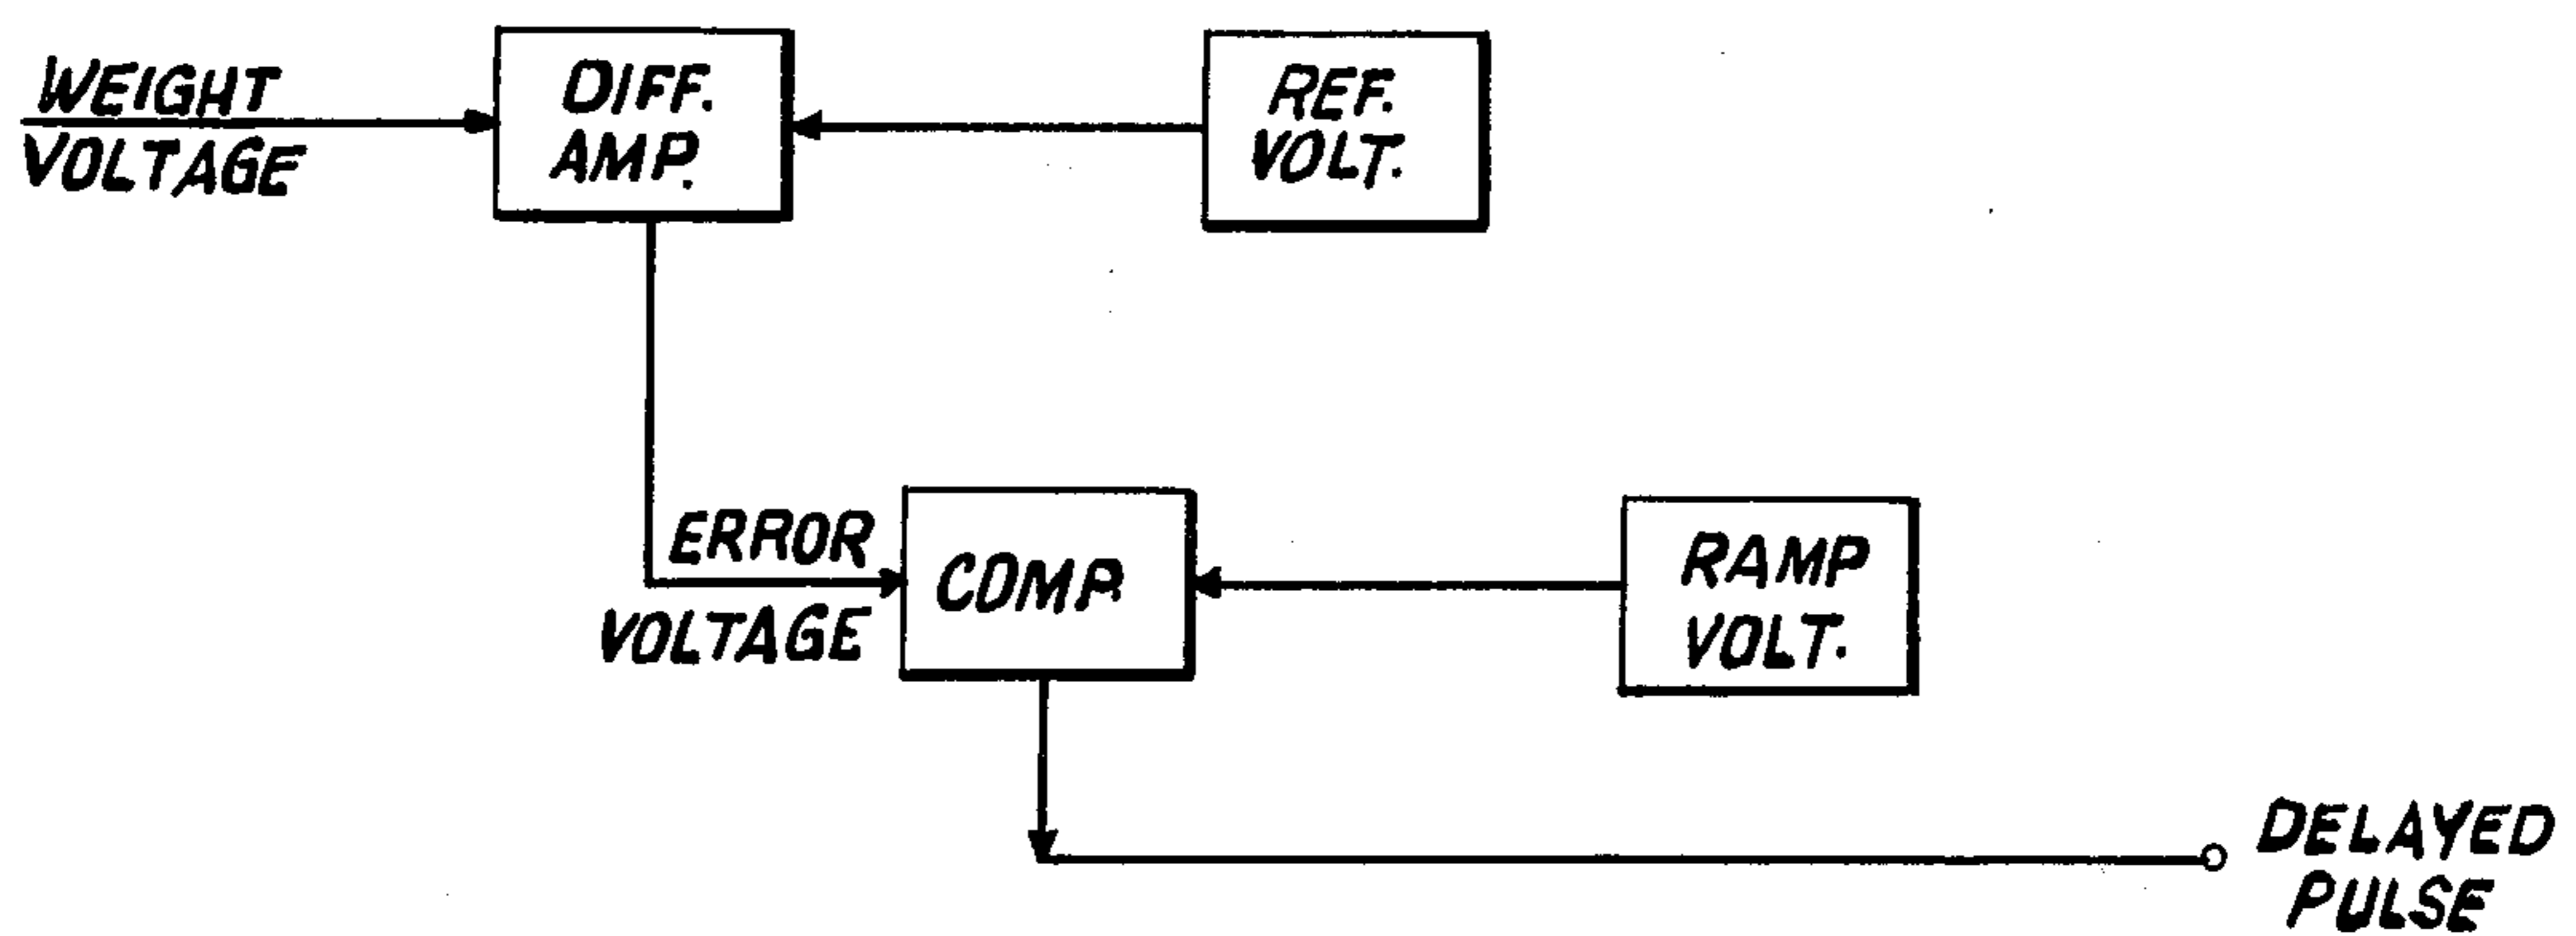 WEIGHT
VOLTAGE
DIFF.
AMP.
REF.
VOLT.
ERROR
VOLTAGE
COMP.
RAMP
VOLT.
DELAYED
PULSE